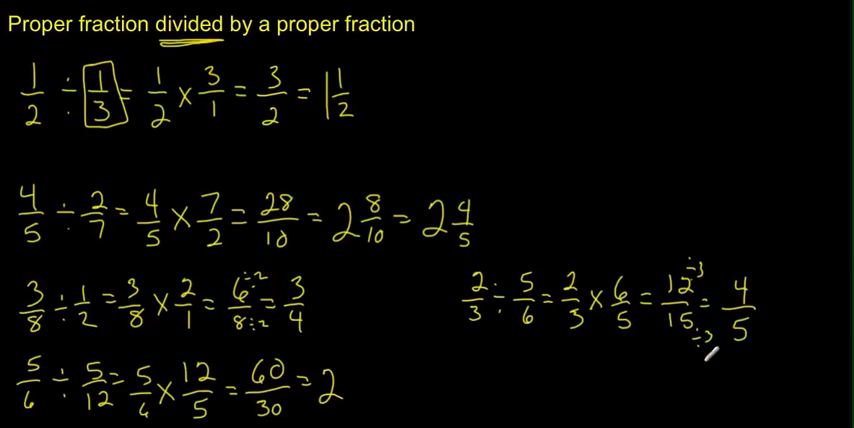 Proper fraction divided by a proper fraction
1/2 ÷ 1/3 = 1/2 × 3/1 = 3/2 = 1 1/2
4/5 ÷ 2/7 = 4/5 × 7/2 = 28/10 = 2 8/10 = 2 4/5
3/8 ÷ 1/2 = 3/8 × 2/1 = 6÷2/8÷2 = 3/4
2/3 ÷ 5/6 = 2/3 × 6/5 = 12÷3/15÷3 = 4/5
5/6 ÷ 5/12 = 5/6 × 12/5 = 60/30 = 2